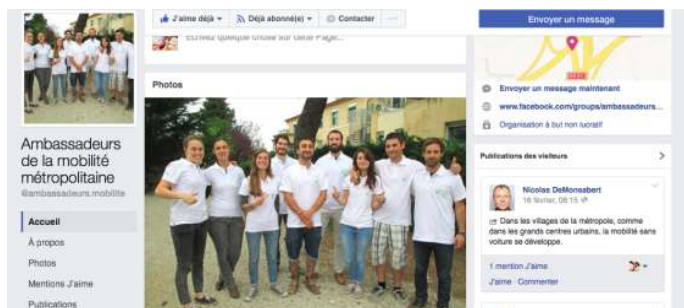 J'aime déjà
Déjà abonné(e)
Contacter
Envoyer un message
Écrivez quelque chose sur cette Page...
Photos
Ambassadeurs
de la mobilité
métropolitaine
@ambassadeurs.mobilite
Accueil
À propos
Photos
Mentions J'aime
Publications
Envoyer un message maintenant
www.facebook.com/groups/ambassadeurs...
Organisation à but non lucratif
Publications des visiteurs
Nicolas DeMonsabert
16 février, 08:15
Dans les villages de la métropole, comme
dans les grands centres urbains, la mobilité sans
voiture se développe.
1 mention J'aime
J'aime · Commenter